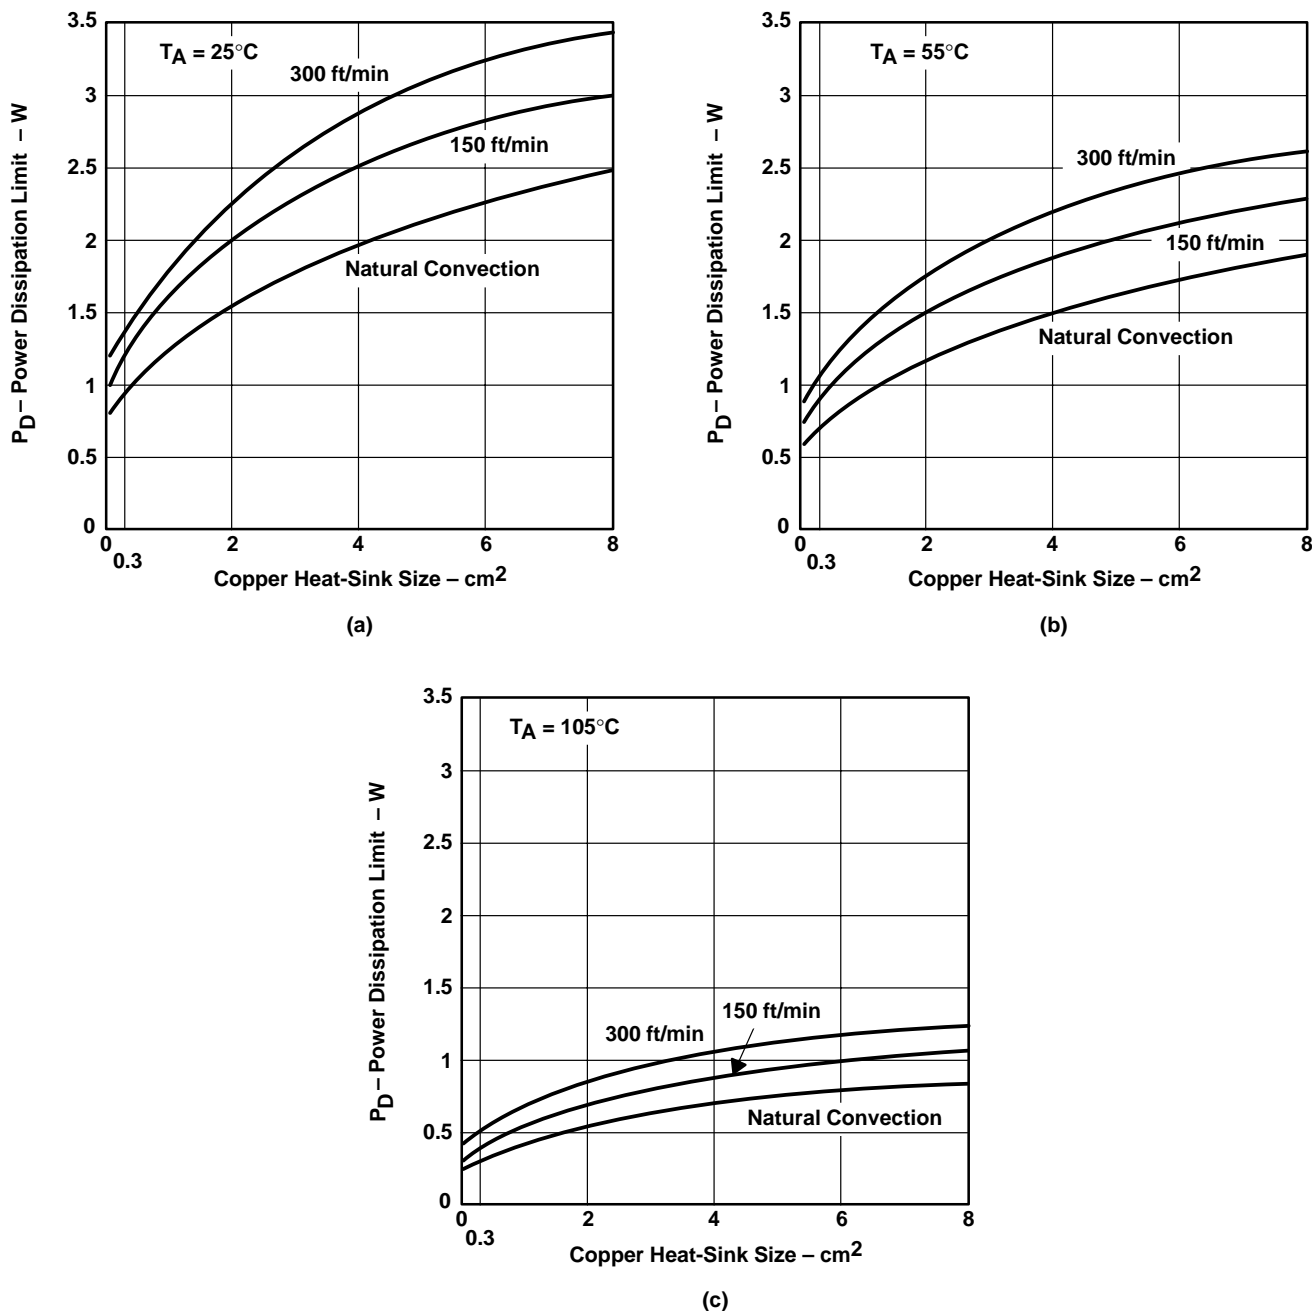 3.5
3
2.5
2
1.5
1
0.5
0
P_D – Power Dissipation Limit – W
T_A = 25°C
300 ft/min
150 ft/min
Natural Convection
0 0.3 2 4 6 8
Copper Heat-Sink Size – cm²
(a)
3.5
3
2.5
2
1.5
1
0.5
0
P_D – Power Dissipation Limit – W
T_A = 55°C
300 ft/min
150 ft/min
Natural Convection
0 0.3 2 4 6 8
Copper Heat-Sink Size – cm²
(b)
3.5
3
2.5
2
1.5
1
0.5
0
P_D – Power Dissipation Limit – W
T_A = 105°C
150 ft/min
300 ft/min
Natural Convection
0 0.3 2 4 6 8
Copper Heat-Sink Size – cm²
(c)